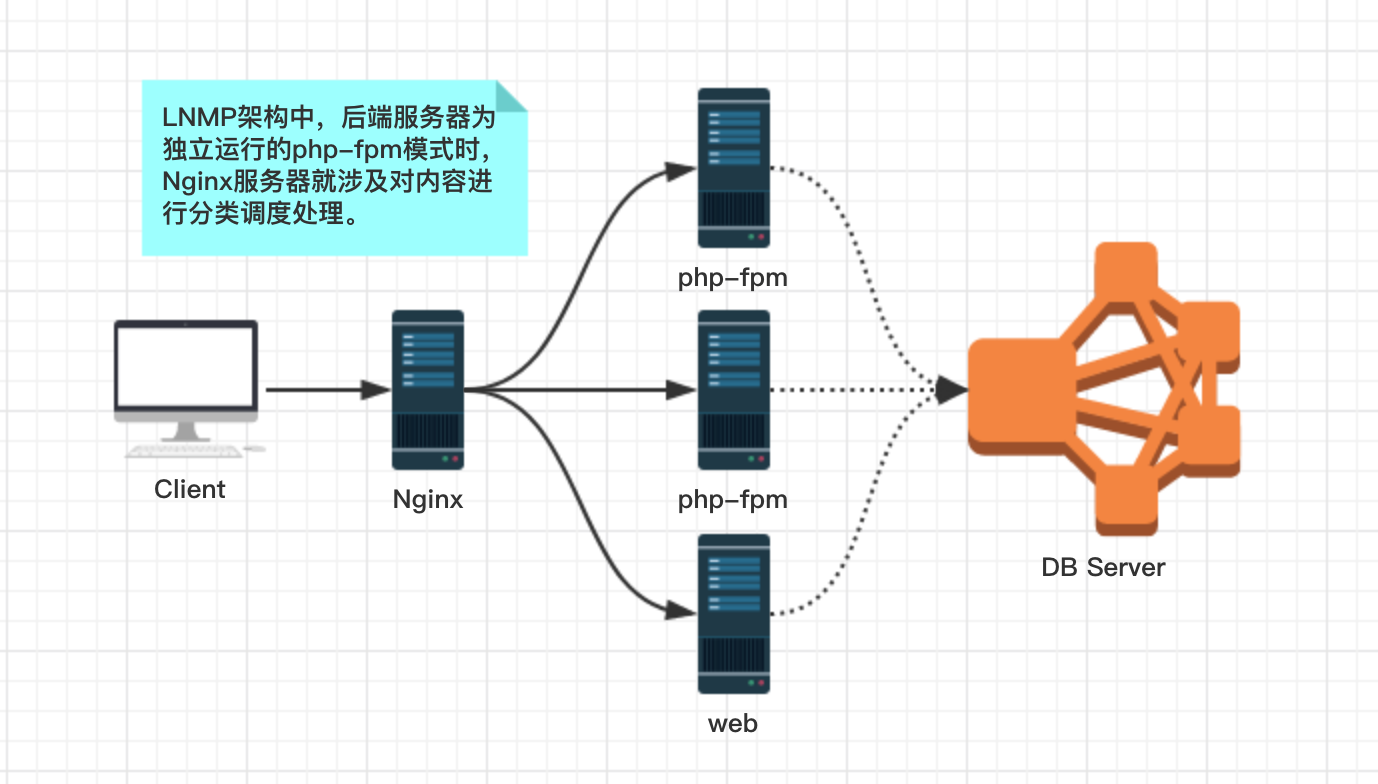 LNMP架构中，后端服务器为
独立运行的php-fpm模式时，
Nginx服务器就涉及对内容进
行分类调度处理。
php-fpm
Client
Nginx
php-fpm
DB Server
web